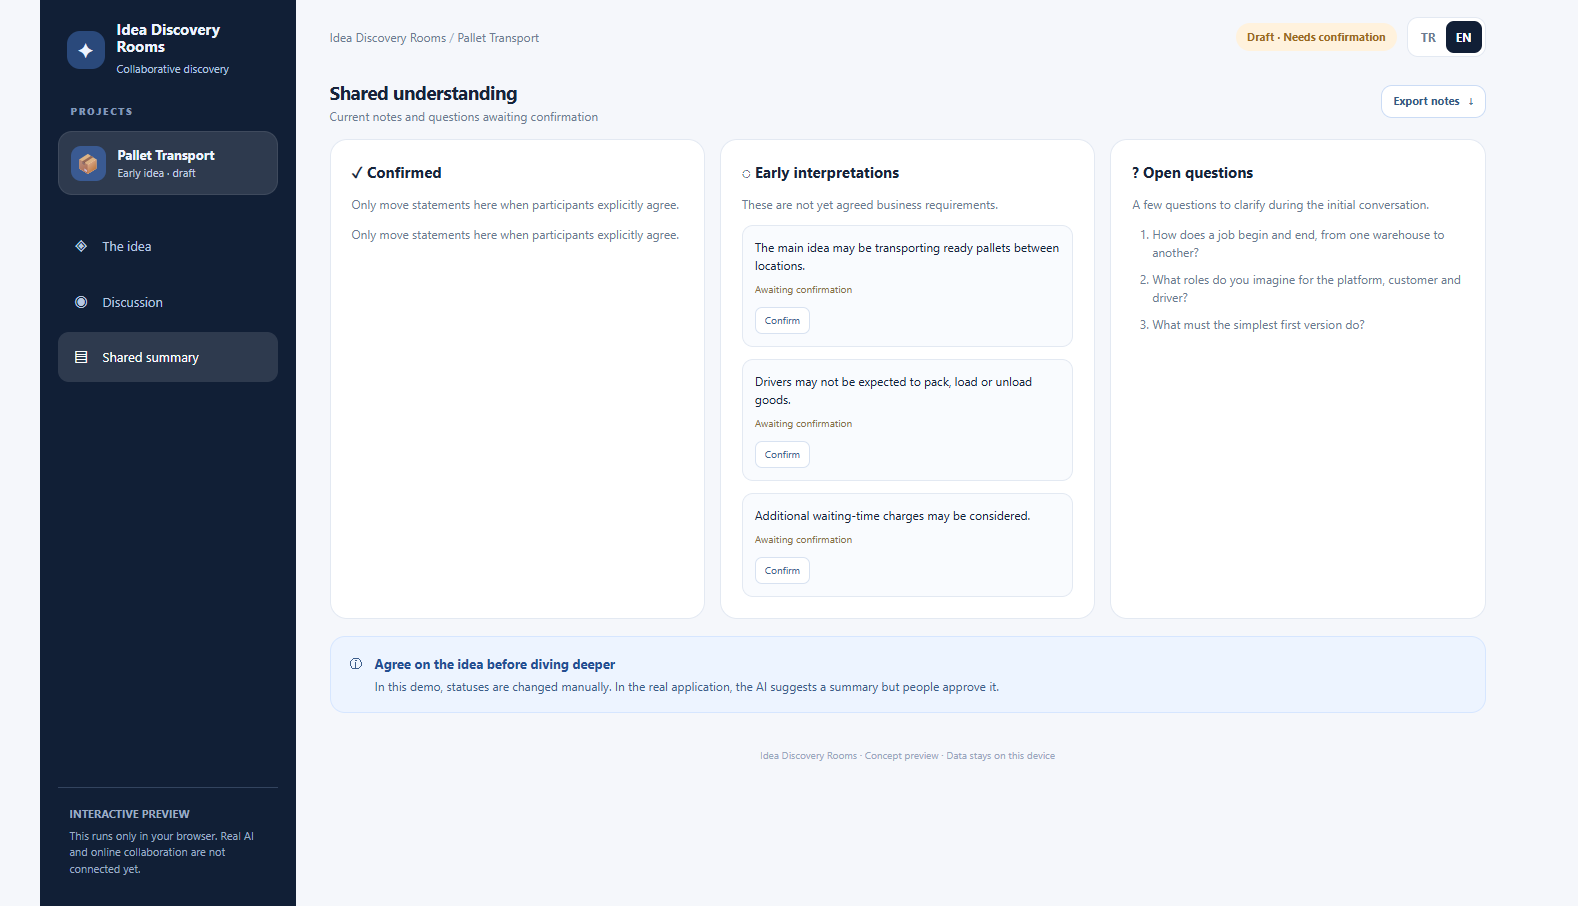 Idea Discovery
Rooms
Collaborative discovery
PROJECTS
Pallet Transport
Early idea · draft
The idea
Discussion
Shared summary
INTERACTIVE PREVIEW
This runs only in your browser. Real AI
and online collaboration are not
connected yet.
Idea Discovery Rooms / Pallet Transport
Draft · Needs confirmation
TR
EN
Shared understanding
Current notes and questions awaiting confirmation
Export notes ↓
✓ Confirmed
Only move statements here when participants explicitly agree.
Only move statements here when participants explicitly agree.
◌ Early interpretations
These are not yet agreed business requirements.
The main idea may be transporting ready pallets between
locations.
Awaiting confirmation
Confirm
Drivers may not be expected to pack, load or unload
goods.
Awaiting confirmation
Confirm
Additional waiting-time charges may be considered.
Awaiting confirmation
Confirm
? Open questions
A few questions to clarify during the initial conversation.
1. How does a job begin and end, from one warehouse to
another?
2. What roles do you imagine for the platform, customer and
driver?
3. What must the simplest first version do?
ⓘ Agree on the idea before diving deeper
In this demo, statuses are changed manually. In the real application, the AI suggests a summary but people approve it.
Idea Discovery Rooms · Concept preview · Data stays on this device